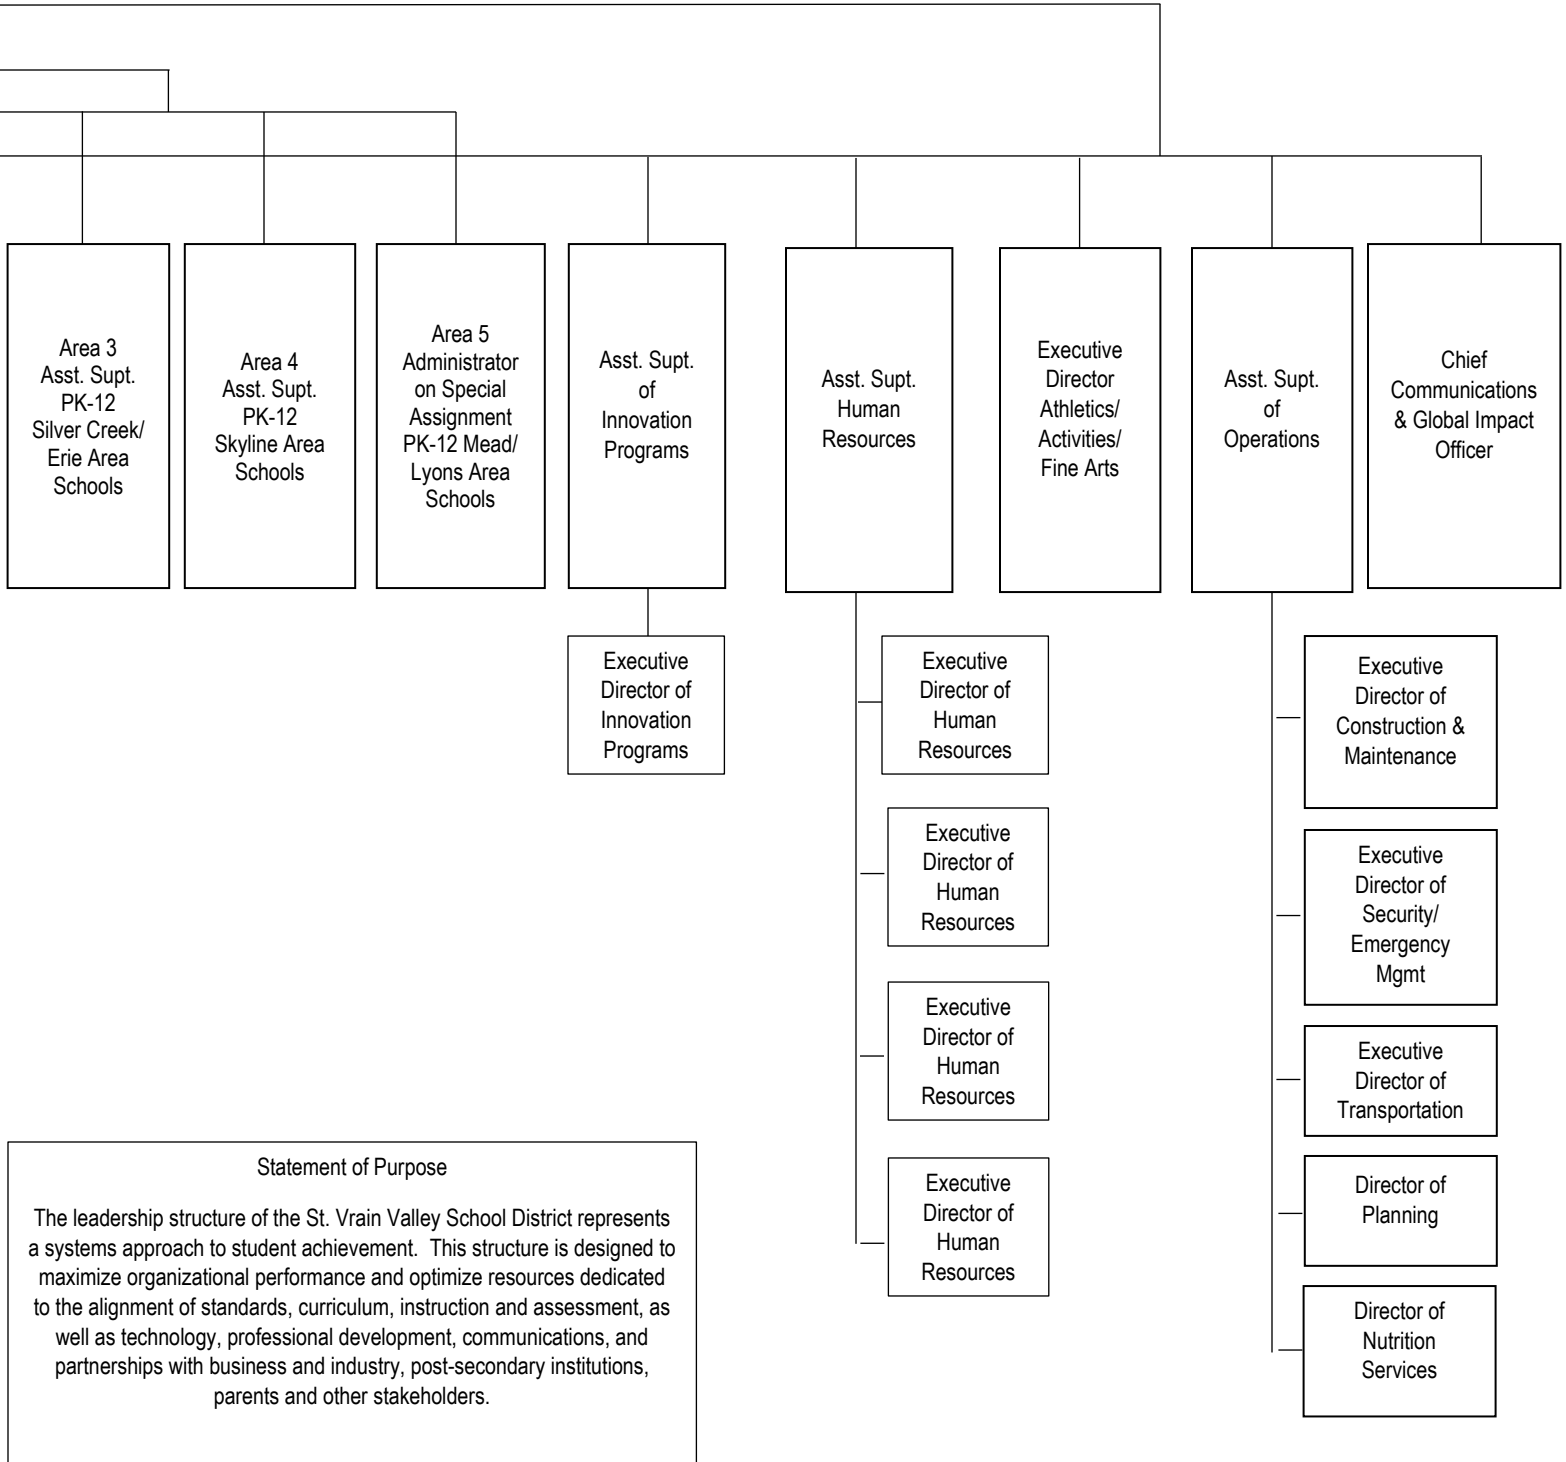 Area 3
Asst. Supt.
PK-12
Silver Creek/
Erie Area
Schools
Area 4
Asst. Supt.
PK-12
Skyline Area
Schools
Area 5
Administrator
on Special
Assignment
PK-12 Mead/
Lyons Area
Schools
Asst. Supt.
of
Innovation
Programs
Asst. Supt.
Human
Resources
Executive
Director
Athletics/
Activities/
Fine Arts
Asst. Supt.
of
Operations
Chief
Communications
& Global Impact
Officer
Executive
Director of
Innovation
Programs
Executive
Director of
Human
Resources
Executive
Director of
Human
Resources
Executive
Director of
Human
Resources
Executive
Director of
Human
Resources
Executive
Director of
Construction &
Maintenance
Executive
Director of
Security/
Emergency
Mgmt
Executive
Director of
Transportation
Director of
Planning
Director of
Nutrition
Services
Statement of Purpose
The leadership structure of the St. Vrain Valley School District represents
a systems approach to student achievement.  This structure is designed to
maximize organizational performance and optimize resources dedicated
to the alignment of standards, curriculum, instruction and assessment, as
well as technology, professional development, communications, and
partnerships with business and industry, post-secondary institutions,
parents and other stakeholders.